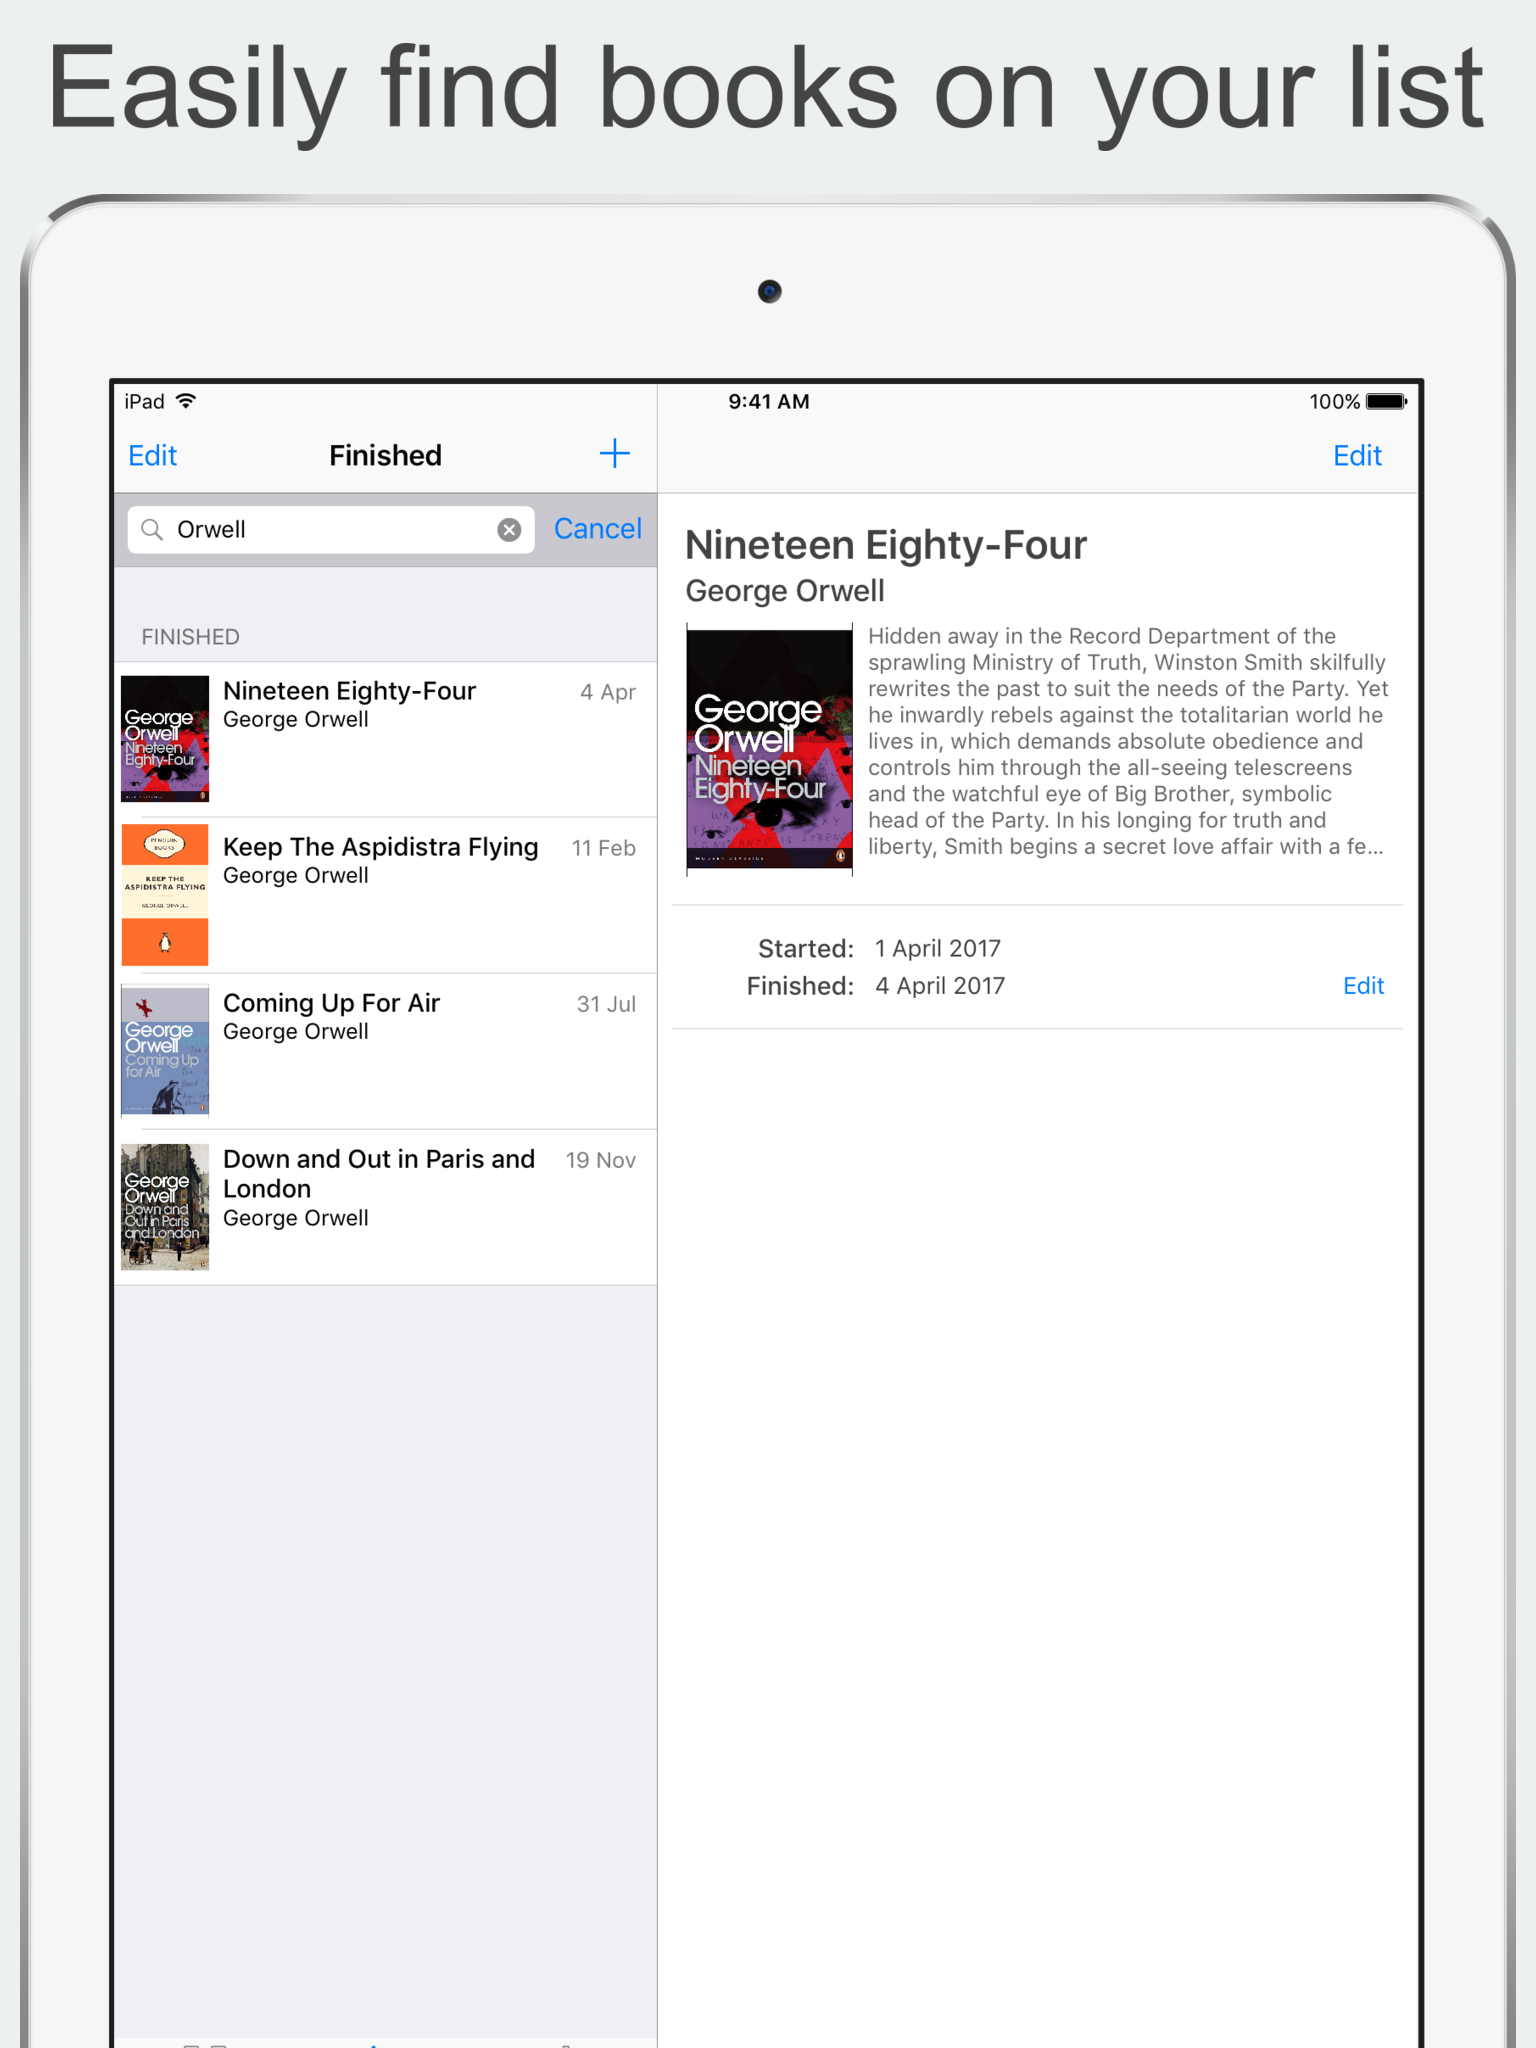 Easily find books on your list
iPad
9:41 AM
100%
Edit
Finished
Edit
Orwell
Cancel
FINISHED
George
Orwell
Nineteen
Eighty-Four
Nineteen Eighty-Four
4 Apr
George Orwell
PENGUIN
BOOKS
KEEP THE
ASPIDISTRA FLYING
GEORGE ORWELL
Keep The Aspidistra Flying
11 Feb
George Orwell
George
Orwell
Coming Up
for Air
Coming Up For Air
31 Jul
George Orwell
George
Orwell
Down and
Out in Paris
and London
Down and Out in Paris and
London
19 Nov
George Orwell
Nineteen Eighty-Four
George Orwell
George
Orwell
Nineteen
Eighty-Four
MODERN CLASSICS
Hidden away in the Record Department of the
sprawling Ministry of Truth, Winston Smith skilfully
rewrites the past to suit the needs of the Party. Yet
he inwardly rebels against the totalitarian world he
lives in, which demands absolute obedience and
controls him through the all-seeing telescreens
and the watchful eye of Big Brother, symbolic
head of the Party. In his longing for truth and
liberty, Smith begins a secret love affair with a fe...
Started: 1 April 2017
Finished: 4 April 2017
Edit